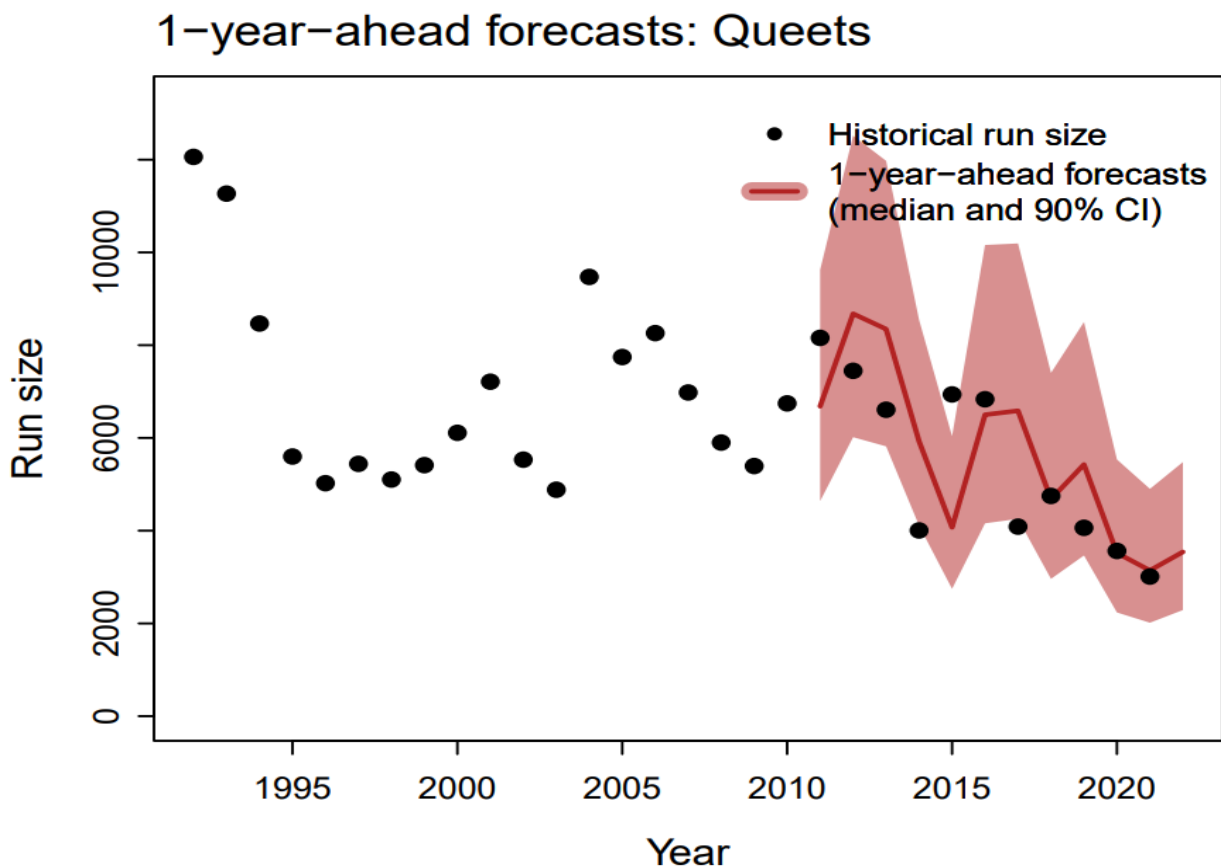 1−year−ahead forecasts: Queets
Historical run size
1−year−ahead forecasts
(median and 90% CI)
Run size
10000
6000
2000
0
1995 2000 2005 2010 2015 2020
Year